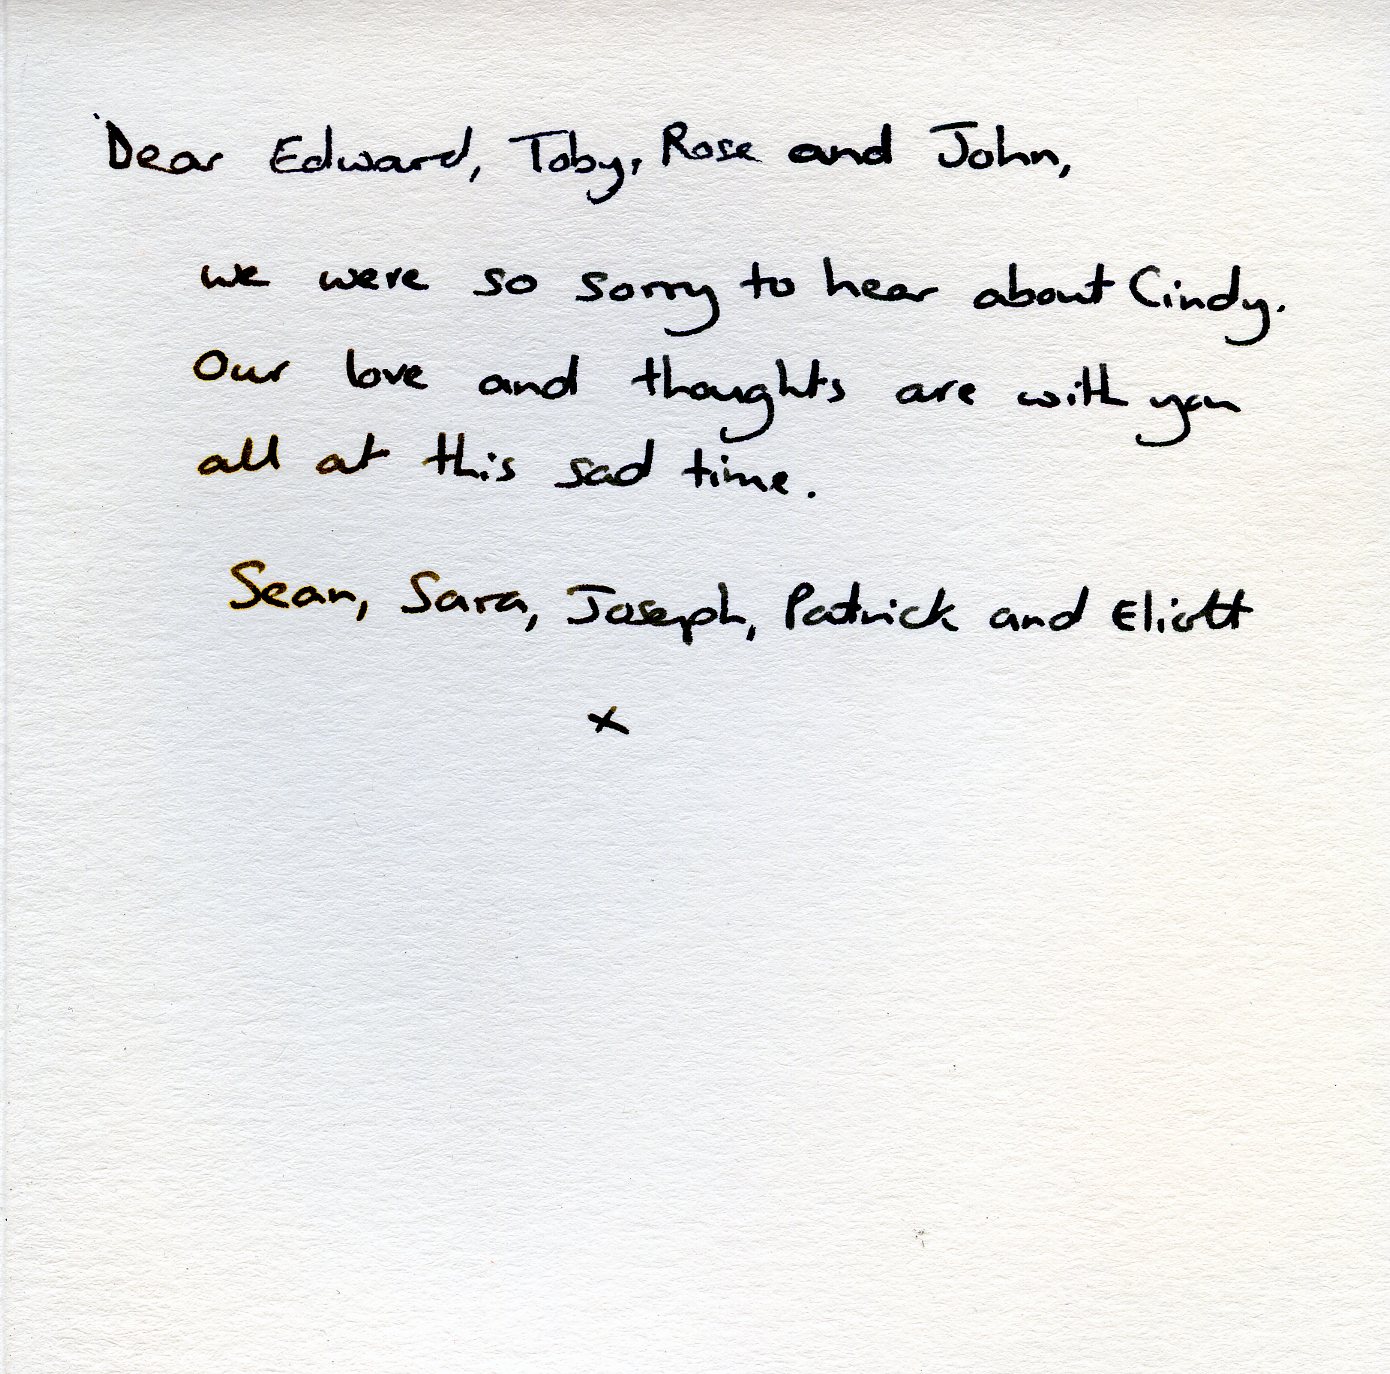 Dear Edward, Toby, Rose and John,
we were so sorry to hear about Cindy.
Our love and thoughts are with you
all at this sad time.
Sean, Sara, Joseph, Patrick and Eliott
x